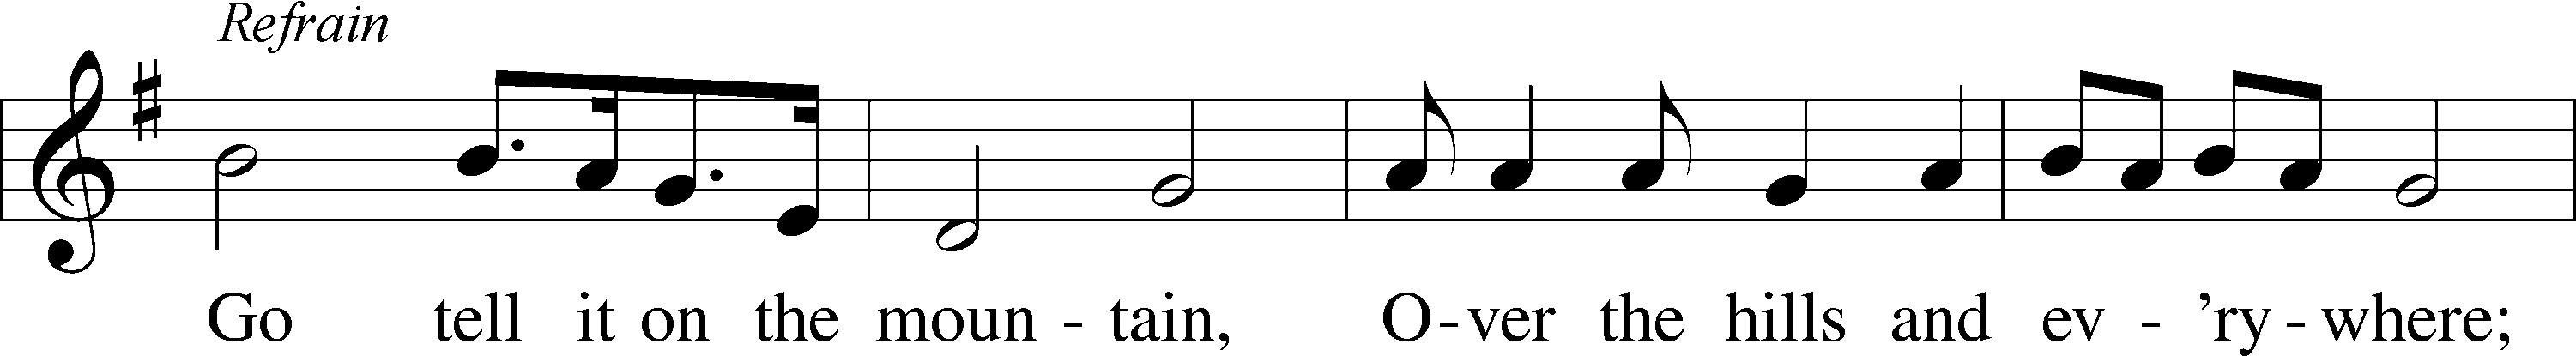 Refrain
Go tell it on the moun - tain, O-ver the hills and ev - 'ry-where;